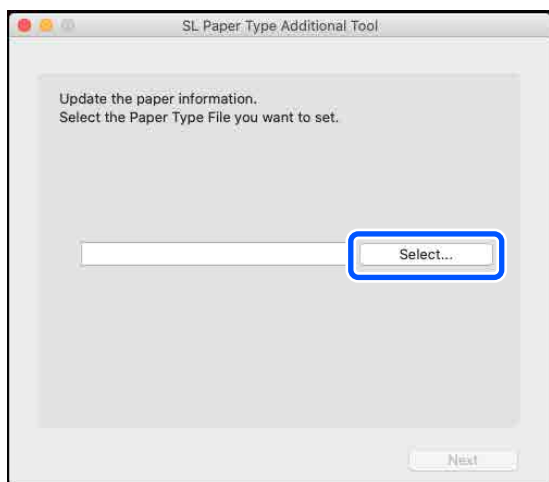 SL Paper Type Additional Tool
Update the paper information.
Select the Paper Type File you want to set.
Select...
Next